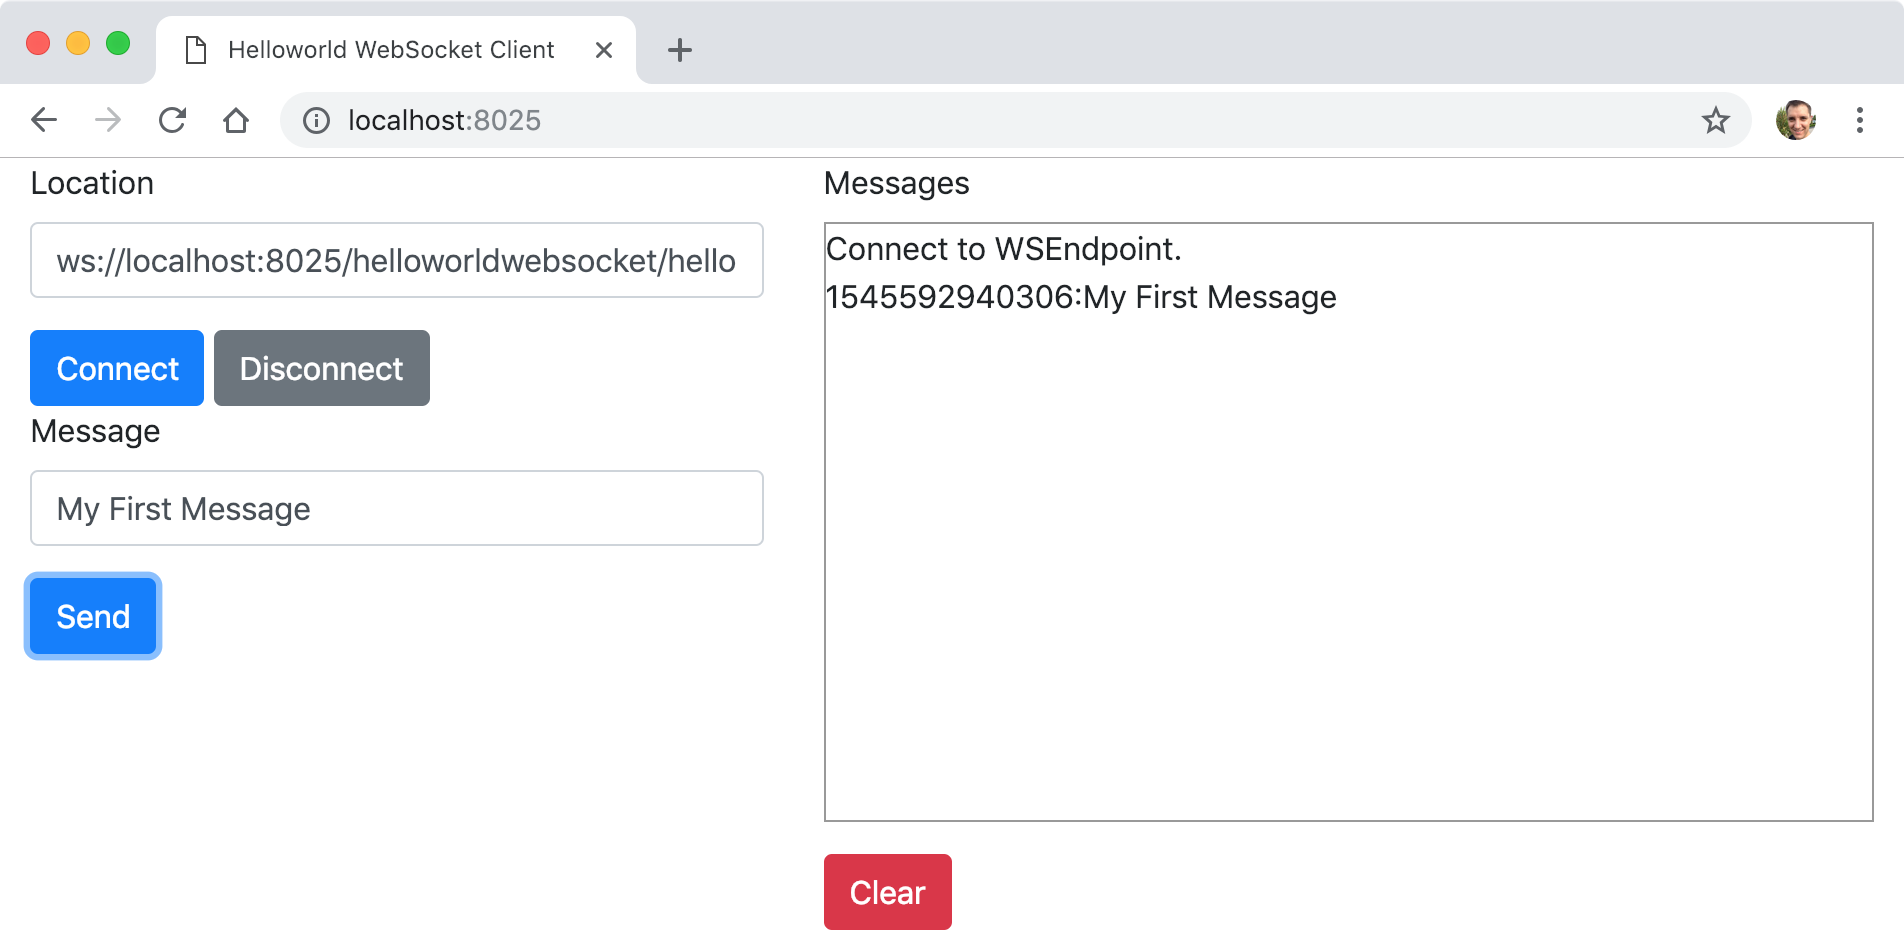 Helloworld WebSocket Client
localhost:8025
Location
ws://localhost:8025/helloworldwebsocket/hello
Connect
Disconnect
Message
My First Message
Send
Messages
Connect to WSEndpoint.
1545592940306:My First Message
Clear